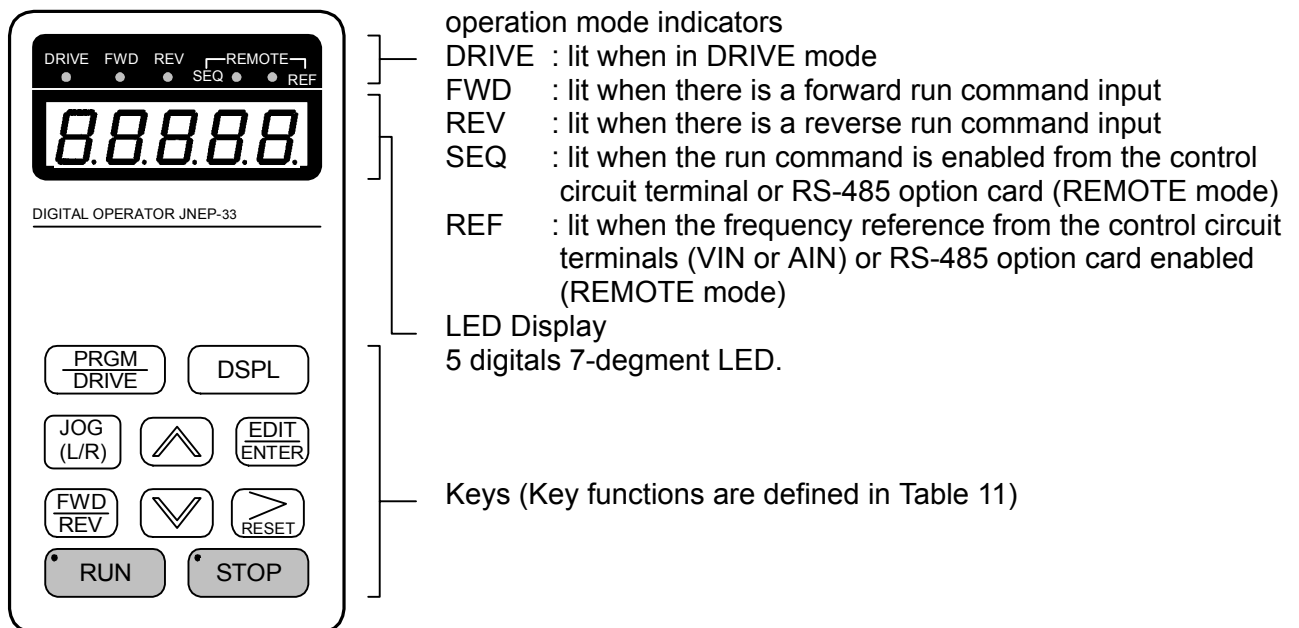 DRIVE FWD REV REMOTE
SEQ REF
8.8.8.8.8.
DIGITAL OPERATOR JNEP-33
PRGM
DRIVE
DSPL
JOG
(L/R)
EDIT
ENTER
FWD
REV
RESET
RUN
STOP
operation mode indicators
DRIVE : lit when in DRIVE mode
FWD : lit when there is a forward run command input
REV : lit when there is a reverse run command input
SEQ : lit when the run command is enabled from the control
circuit terminal or RS-485 option card (REMOTE mode)
REF : lit when the frequency reference from the control circuit
terminals (VIN or AIN) or RS-485 option card enabled
(REMOTE mode)
LED Display
5 digitals 7-degment LED.
Keys (Key functions are defined in Table 11)